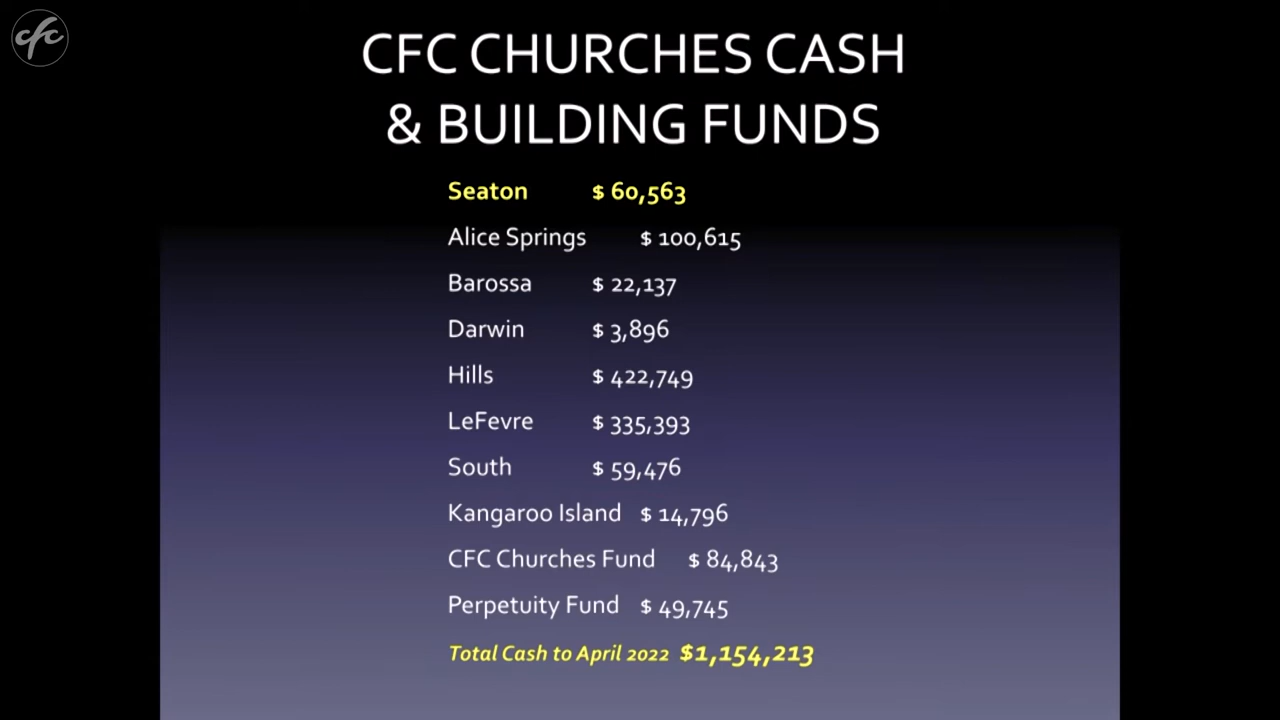 cfc
CFC CHURCHES CASH
& BUILDING FUNDS
Seaton $ 60,563
Alice Springs $ 100,615
Barossa $ 22,137
Darwin $ 3,896
Hills $ 422,749
LeFevre $ 335,393
South $ 59,476
Kangaroo Island $ 14,796
CFC Churches Fund $ 84,843
Perpetuity Fund $ 49,745
Total Cash to April 2022 $1,154,213